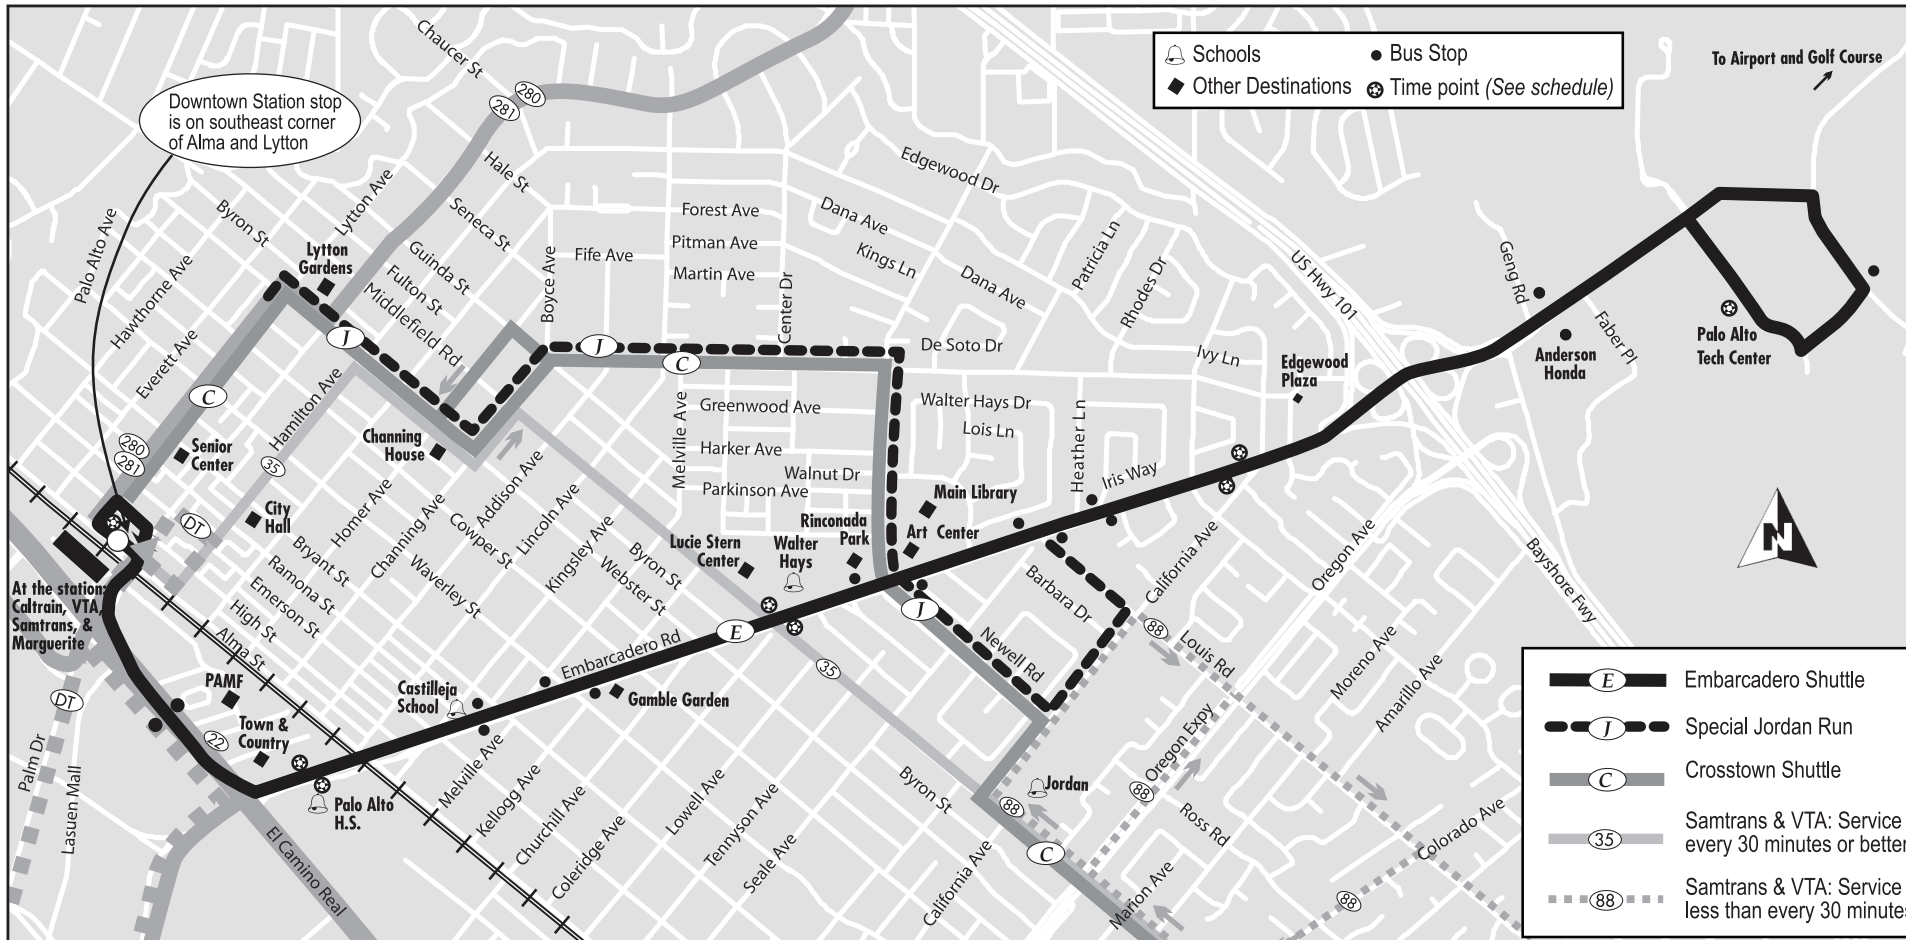 Schools
Bus Stop
Other Destinations
Time point (See schedule)
To Airport and Golf Course
Downtown Station stop
is on southeast corner
of Alma and Lytton
Chaucer St
280
281
Hale St
Seneca St
Guinda St
Fulton St
Middlefield Rd
Lytton Ave
Byron St
Palo Alto Ave
Hawthorne Ave
Everett Ave
Hamilton Ave
Lytton
Gardens
J
C
280
281
35
Senior
Center
City
Hall
DT
Channing
House
Boyce Ave
Fife Ave
Forest Ave
Pitman Ave
Martin Ave
Center Dr
J
C
Edgewood Dr
Dana Ave
Kings Ln
Dana Ave
Patricia Ln
Rhodes Dr
De Soto Dr
Ivy Ln
Walter Hays Dr
Lois Ln
Heather Ln
Iris Way
Edgewood
Plaza
US Hwy 101
Geng Rd
Faber Pl
Anderson
Honda
Palo Alto
Tech Center
Melville Ave
Greenwood Ave
Harker Ave
Walnut Dr
Parkinson Ave
Rinconada
Park
Main Library
Art Center
Walter
Hays
Lucie Stern
Center
Homer Ave
Channing Ave
Addison Ave
Lincoln Ave
Kingsley Ave
Cowper St
Waverley St
Byron St
Webster St
Bryant St
Ramona St
Emerson St
High St
Alma St
At the station:
Caltrain, VTA,
Samtrans, &
Marguerite
PAMF
Town &
Country
22
DT
Palm Dr
Lasuen Mall
El Camino Real
Palo Alto
H.S.
Castilleja
School
Embarcadero Rd
E
Gamble Garden
35
J
Newell Rd
Barbara Dr
California Ave
Oregon Ave
Bayshore Fwy
N
88
Louis Rd
Moreno Ave
Amarillo Ave
Oregon Expy
88
Ross Rd
Colorado Ave
88
Jordan
88
C
Marion Ave
California Ave
Byron St
Melville Ave
Kellogg Ave
Churchill Ave
Coleridge Ave
Lowell Ave
Tennyson Ave
Seale Ave
E
Embarcadero Shuttle
J
Special Jordan Run
C
Crosstown Shuttle
35
Samtrans & VTA: Service
every 30 minutes or better
88
Samtrans & VTA: Service
less than every 30 minutes